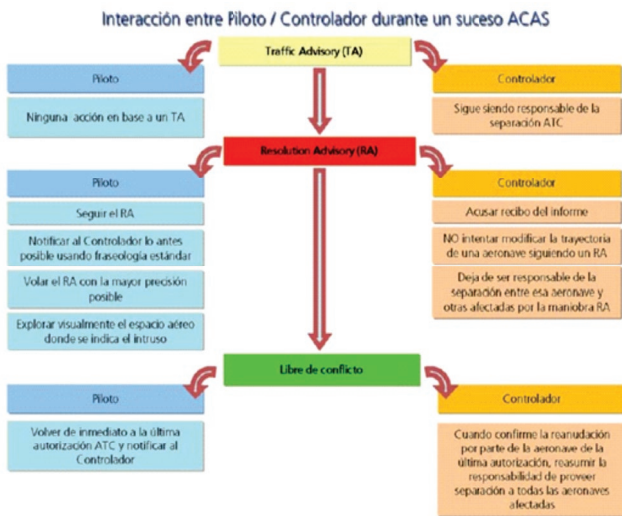 Interacción entre Piloto / Controlador durante un suceso ACAS
Traffic Advisory (TA)
Piloto
Ninguna acción en base a un TA
Controlador
Sigue siendo responsable de la
separación ATC
Resolution Advisory (RA)
Piloto
Seguir el RA
Notificar al Controlador lo antes
posible usando fraseología estándar
Volar el RA con la mayor precisión
posible
Explorar visualmente el espacio aéreo
donde se indica el intruso
Controlador
Acusar recibo del informe
NO intentar modificar la trayectoria
de una aeronave siguiendo un RA
Deja de ser responsable de la
separación entre esa aeronave y
otras afectadas por la maniobra RA
Libre de conflicto
Piloto
Volver de inmediato a la última
autorización ATC y notificar al
Controlador
Controlador
Cuando confirme la reanudación
por parte de la aeronave de la
última autorización, reasumir la
responsabilidad de proveer
separación a todas las aeronaves
afectadas